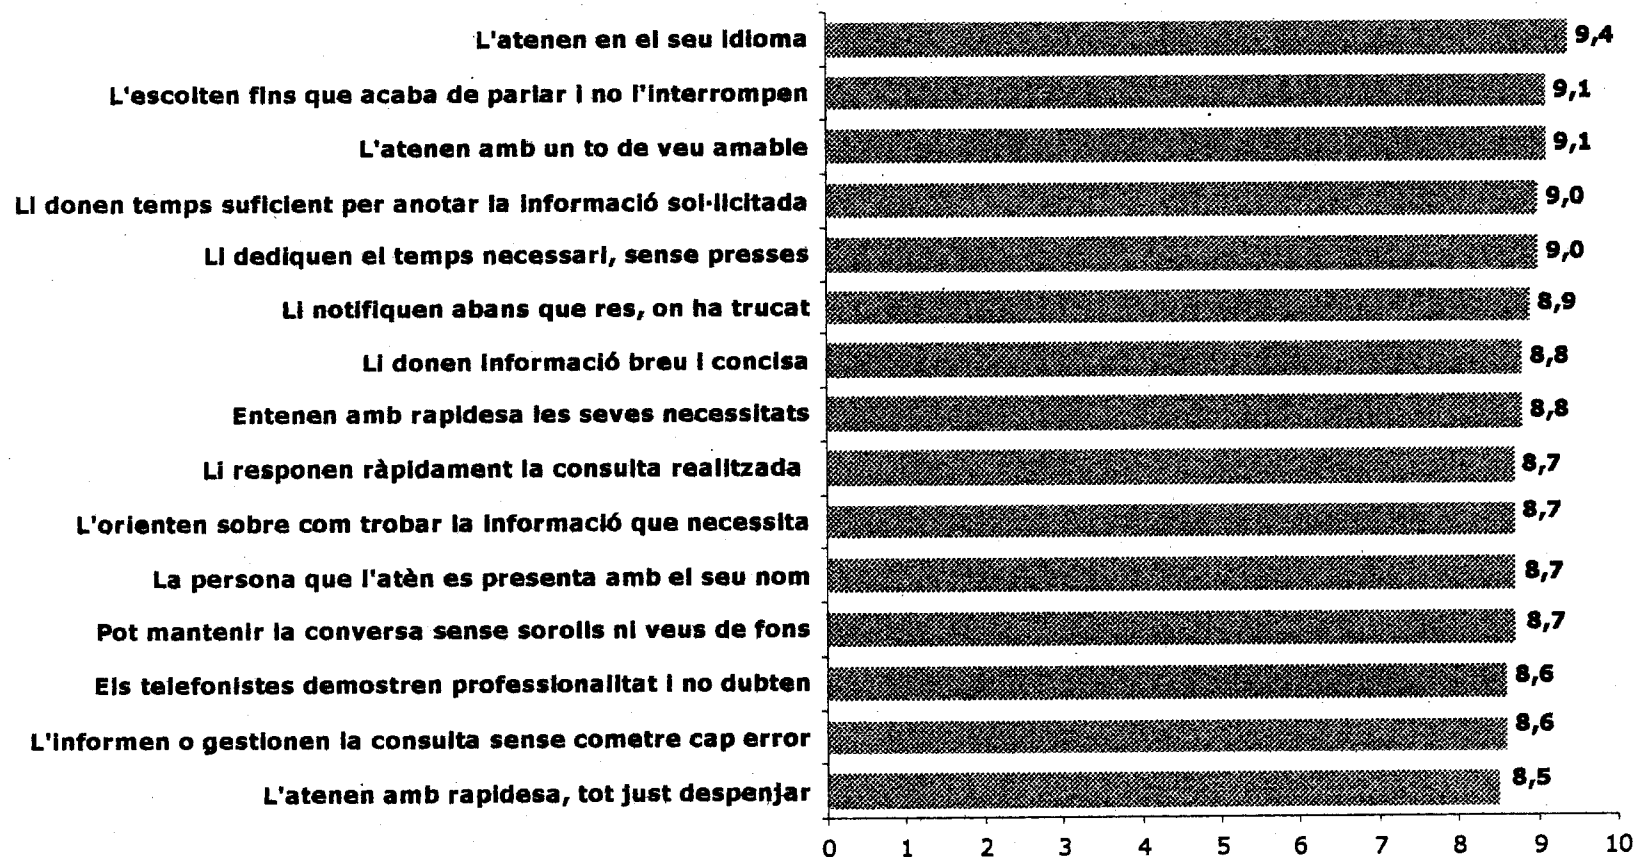 L'atenen en el seu idioma 9,4
L'escolten fins que acaba de parlar i no l'interrompen 9,1
L'atenen amb un to de veu amable 9,1
Li donen temps suficient per anotar la informació sol·licitada 9,0
Li dediquen el temps necessari, sense presses 9,0
Li notifiquen abans que res, on ha trucat 8,9
Li donen informació breu i concisa 8,8
Entenen amb rapidesa les seves necessitats 8,8
Li responen ràpidament la consulta realitzada 8,7
L'orienten sobre com trobar la informació que necessita 8,7
La persona que l'atèn es presenta amb el seu nom 8,7
Pot mantenir la conversa sense sorolls ni veus de fons 8,7
Els telefonistes demostren professionalitat i no dubten 8,6
L'informen o gestionen la consulta sense cometre cap error 8,6
L'atenen amb rapidesa, tot just despenjar 8,5
0 1 2 3 4 5 6 7 8 9 10